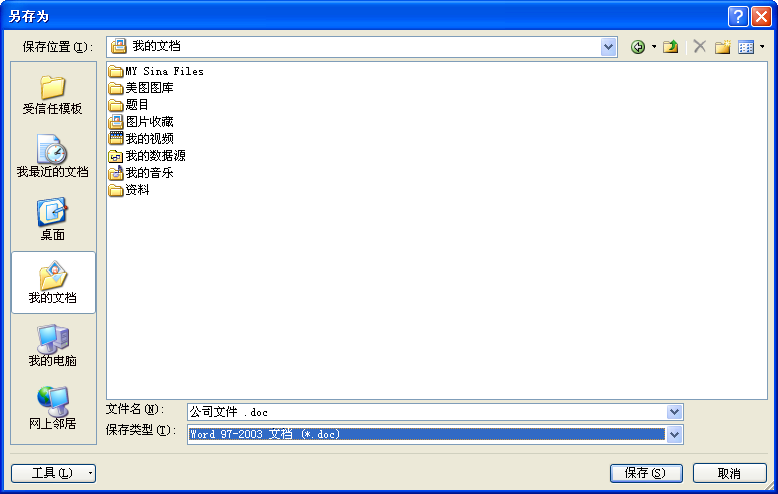 另存为
保存位置(I):
我的文档
MY Sina Files
美图图库
题目
图片收藏
我的视频
我的数据源
我的音乐
资料
受信任模板
我最近的文档
桌面
我的文档
我的电脑
网上邻居
文件名(N):
公司文件 .doc
保存类型(T):
Word 97-2003 文档 (*.doc)
工具(L)
保存(S)
取消